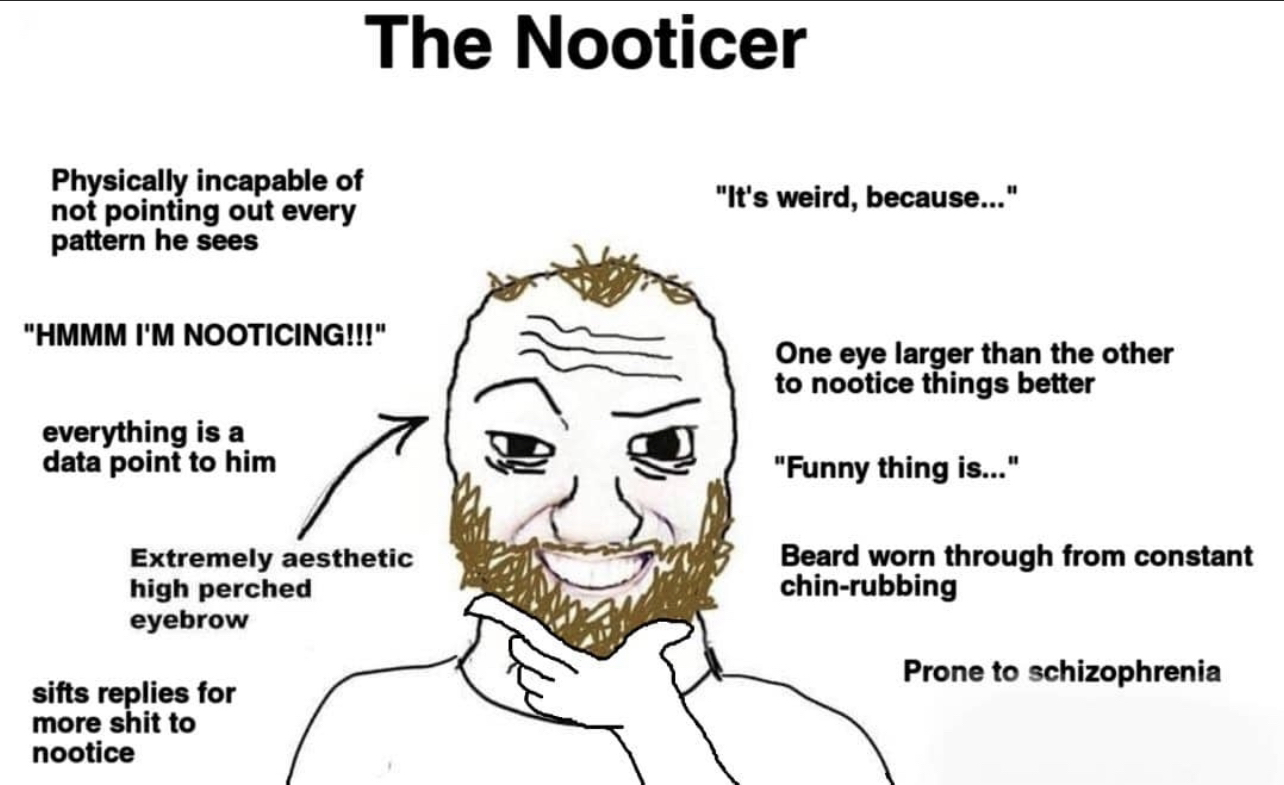 The Nooticer
Physically incapable of
not pointing out every
pattern he sees
"It's weird, because..."
"HMMM I'M NOOTICING!!!"
One eye larger than the other
to nootice things better
everything is a
data point to him
"Funny thing is..."
Extremely aesthetic
high perched
eyebrow
Beard worn through from constant
chin-rubbing
Prone to schizophrenia
sifts replies for
more shit to
nootice